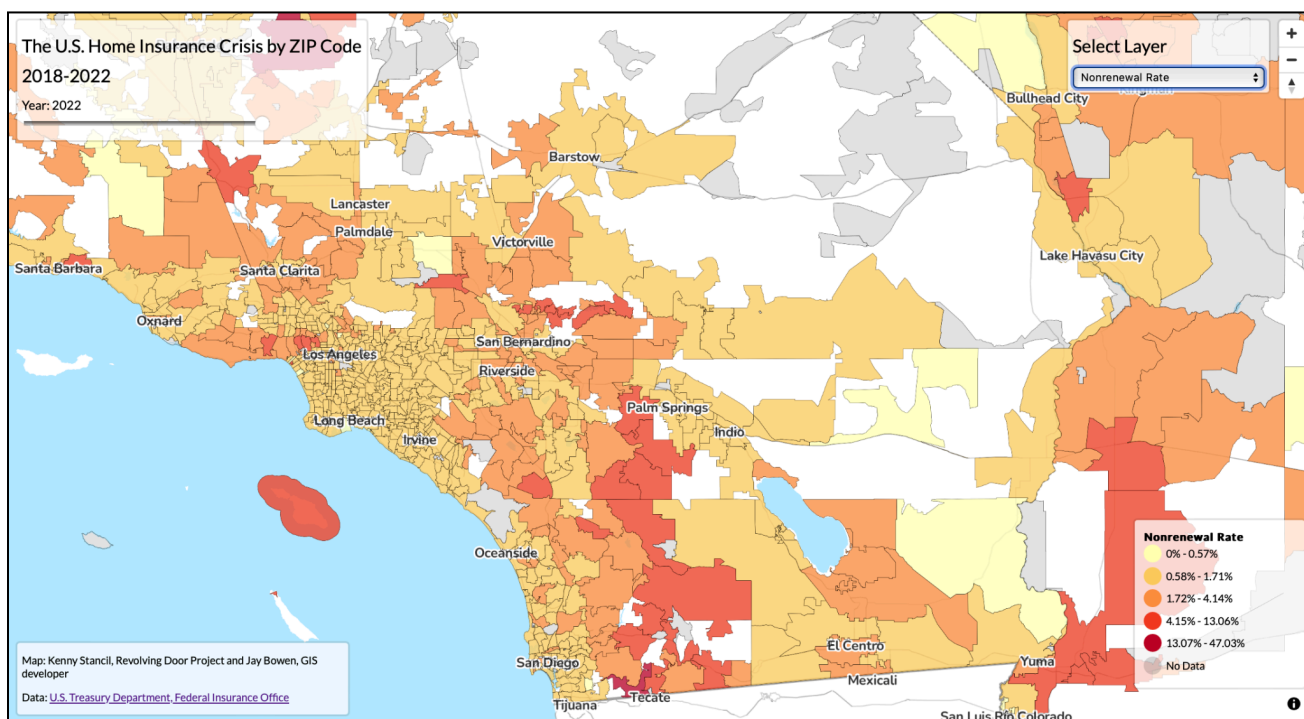 The U.S. Home Insurance Crisis by ZIP Code
2018-2022
Year: 2022
Select Layer
Nonrenewal Rate
+
−
Bullhead City
Barstow
Lancaster
Palmdale
Victorville
Santa Barbara
Santa Clarita
Lake Havasu City
Oxnard
San Bernardino
Los Angeles
Riverside
Palm Springs
Long Beach
Indio
Irvine
Oceanside
Nonrenewal Rate
0% - 0.57%
0.58% - 1.71%
1.72% - 4.14%
4.15% - 13.06%
13.07% - 47.03%
No Data
El Centro
San Diego
Yuma
Mexicali
Tecate
Tijuana
San Luis Río Colorado
Map: Kenny Stancil, Revolving Door Project and Jay Bowen, GIS
developer
Data: U.S. Treasury Department, Federal Insurance Office